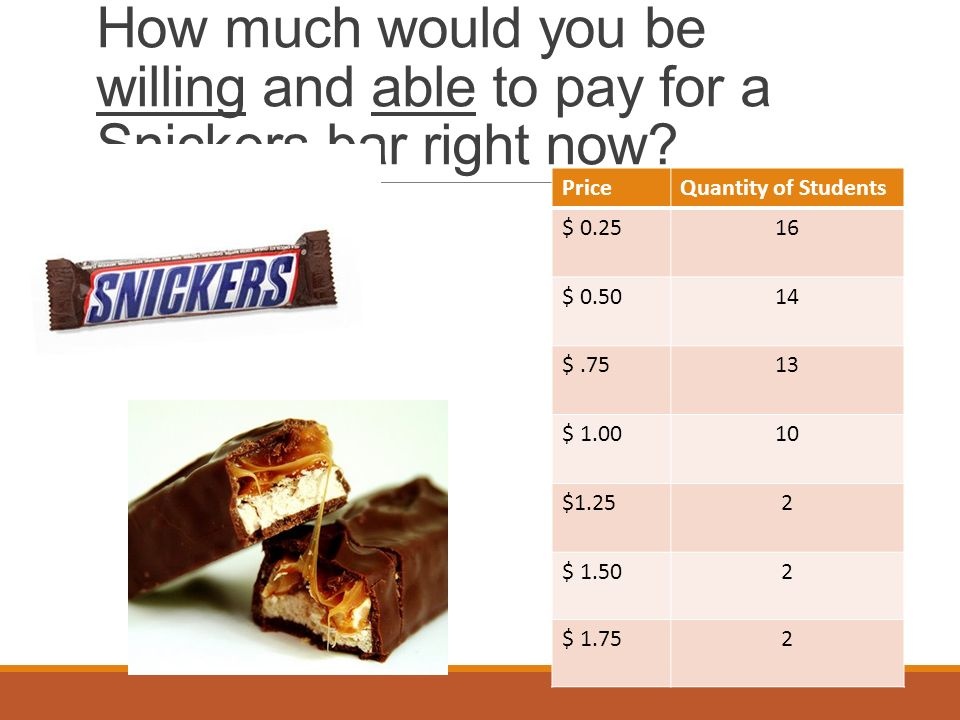 How much would you be
willing and able to pay for a
Snickers bar right now?
Price Quantity of Students
$ 0.25 16
$ 0.50 14
$ .75 13
$ 1.00 10
$1.25 2
$ 1.50 2
$ 1.75 2
SNICKERS